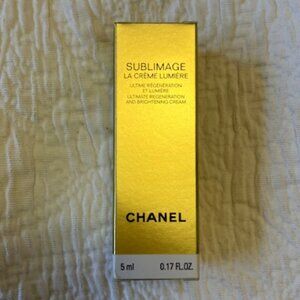 SUBLIMAGE
LA CRÈME LUMIÈRE
ULTIME RÉGÉNÉRATION
ET LUMIÈRE
ULTIMATE REGENERATION
AND BRIGHTENING CREAM
CHANEL
5 ml 0.17 FL.OZ.